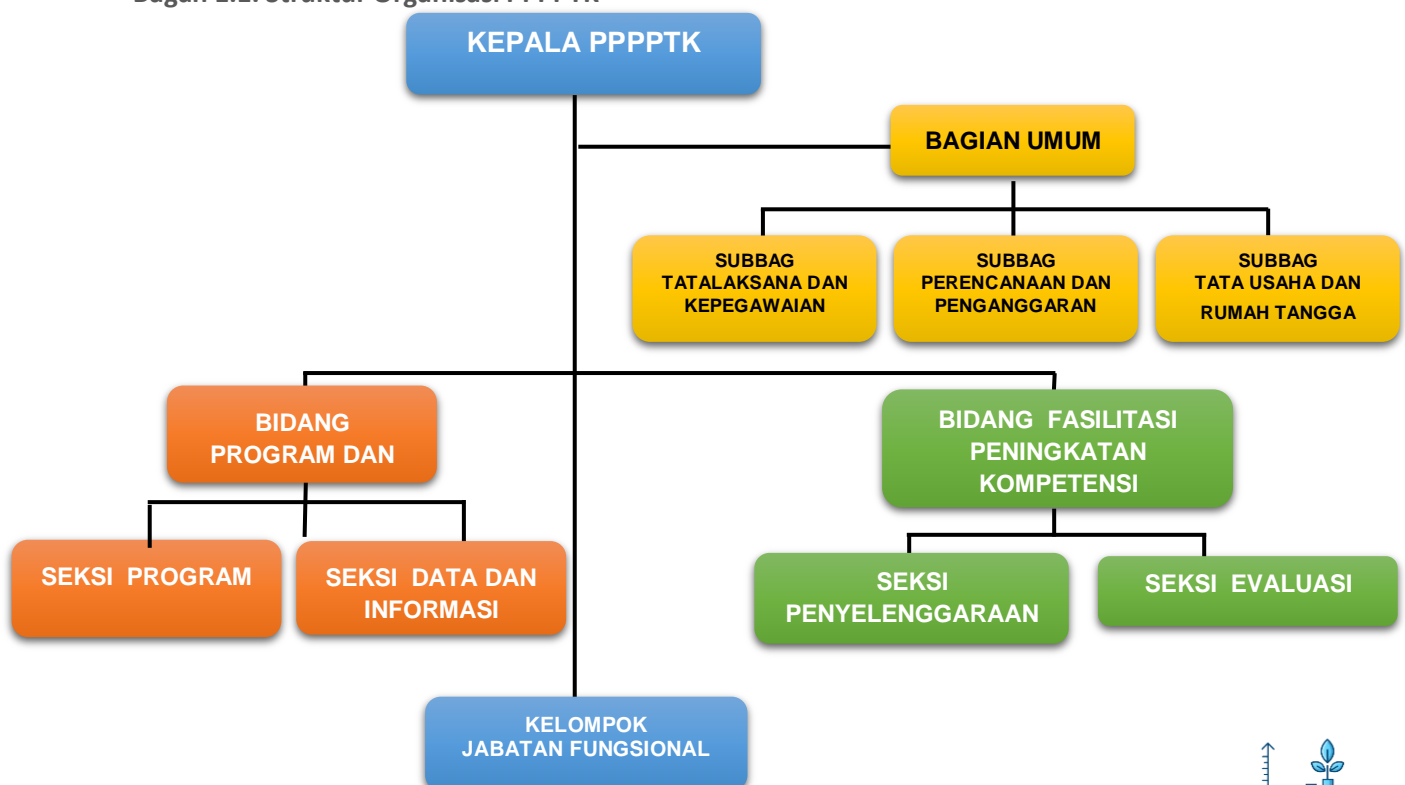 KEPALA PPPPTK
BAGIAN UMUM
SUBBAG
TATALAKSANA DAN
KEPEGAWAIAN
SUBBAG
PERENCANAAN DAN
PENGANGGARAN
SUBBAG
TATA USAHA DAN
RUMAH TANGGA
BIDANG
PROGRAM DAN
BIDANG FASILITASI
PENINGKATAN
KOMPETENSI
SEKSI PROGRAM
SEKSI DATA DAN
INFORMASI
SEKSI
PENYELENGGARAAN
SEKSI EVALUASI
KELOMPOK
JABATAN FUNGSIONAL